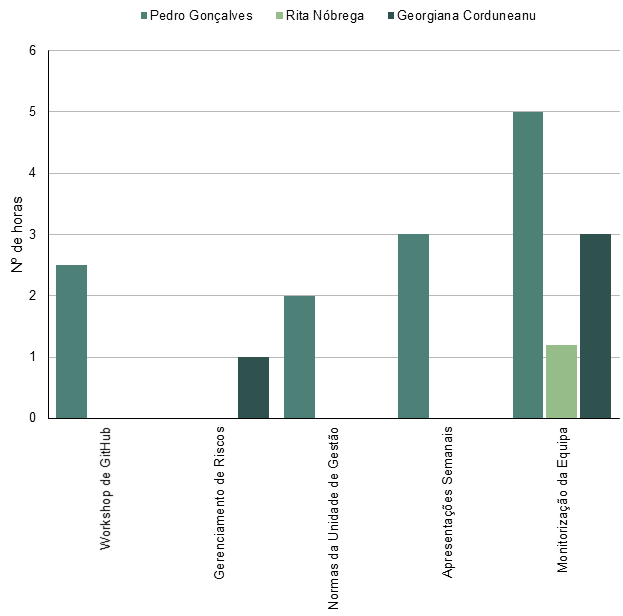 Pedro Gonçalves Rita Nóbrega Georgiana Corduneanu
6
5
4
3
2
1
0
Nº de horas
Workshop de GitHub
Gerenciamento de Riscos
Normas da Unidade de Gestão
Apresentações Semanais
Monitorização da Equipa